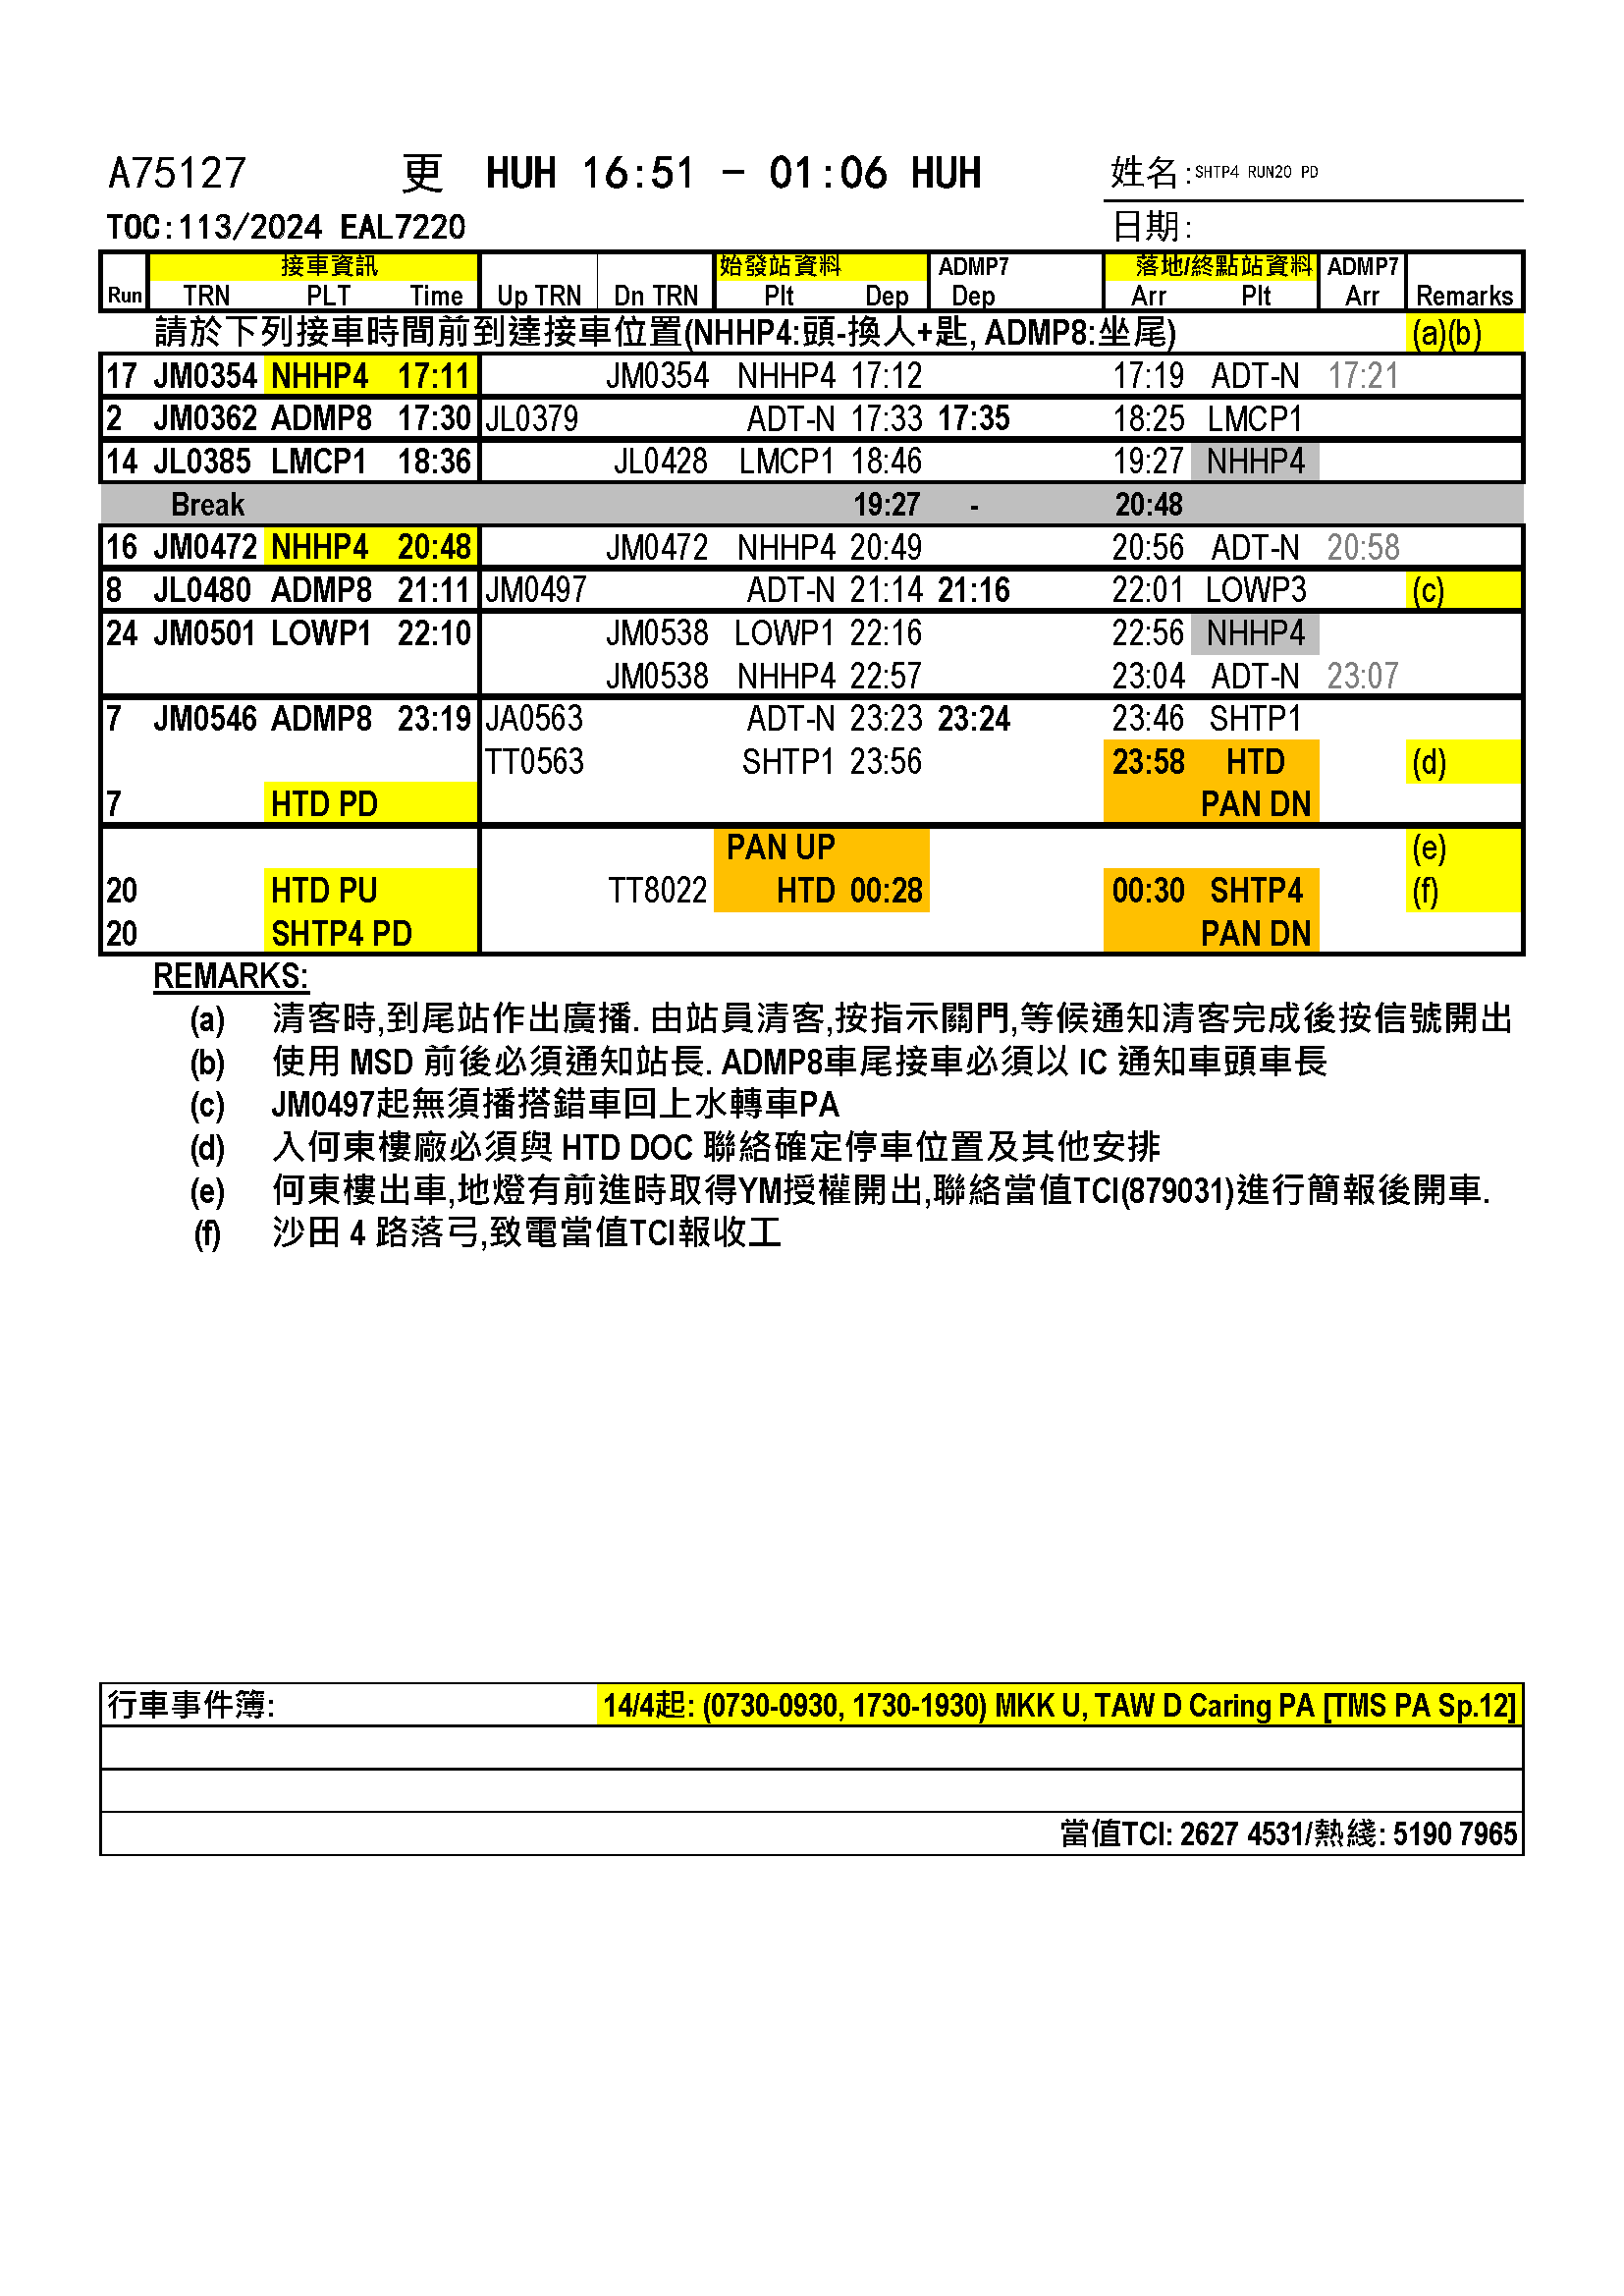 A75127 更 HUH 16:51 - 01:06 HUH 姓名:SHTP4 RUN20 PD
TOC:113/2024 EAL7220 日期:
接車資訊 始發站資料 ADMP7 落地/終點站資料 ADMP7
Run TRN PLT Time Up TRN Dn TRN Plt Dep Dep Arr Plt Arr Remarks
請於下列接車時間前到達接車位置(NHHP4:頭-換人+匙, ADMP8:坐尾) (a)(b)
17 JM0354 NHHP4 17:11 JM0354 NHHP4 17:12 17:19 ADT-N 17:21
2 JM0362 ADMP8 17:30 JL0379 ADT-N 17:33 17:35 18:25 LMCP1
14 JL0385 LMCP1 18:36 JL0428 LMCP1 18:46 19:27 NHHP4
Break 19:27 - 20:48
16 JM0472 NHHP4 20:48 JM0472 NHHP4 20:49 20:56 ADT-N 20:58
8 JL0480 ADMP8 21:11 JM0497 ADT-N 21:14 21:16 22:01 LOWP3 (c)
24 JM0501 LOWP1 22:10 JM0538 LOWP1 22:16 22:56 NHHP4
JM0538 NHHP4 22:57 23:04 ADT-N 23:07
7 JM0546 ADMP8 23:19 JA0563 ADT-N 23:23 23:24 23:46 SHTP1
TT0563 SHTP1 23:56 23:58 HTD (d)
7 HTD PD PAN DN
PAN UP (e)
20 HTD PU TT8022 HTD 00:28 00:30 SHTP4 (f)
20 SHTP4 PD PAN DN
REMARKS:
(a) 清客時,到尾站作出廣播. 由站員清客,按指示關門,等候通知清客完成後按信號開出
(b) 使用 MSD 前後必須通知站長. ADMP8車尾接車必須以 IC 通知車頭車長
(c) JM0497起無須播搭錯車回上水轉車PA
(d) 入何東樓廠必須與 HTD DOC 聯絡確定停車位置及其他安排
(e) 何東樓出車,地燈有前進時取得YM授權開出,聯絡當值TCI(879031)進行簡報後開車.
(f) 沙田 4 路落弓,致電當值TCI報收工
行車事件簿: 14/4起: (0730-0930, 1730-1930) MKK U, TAW D Caring PA [TMS PA Sp.12]
當值TCI: 2627 4531/熱綫: 5190 7965